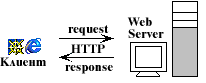 request
HTTP
response
Клиент
Web
Server